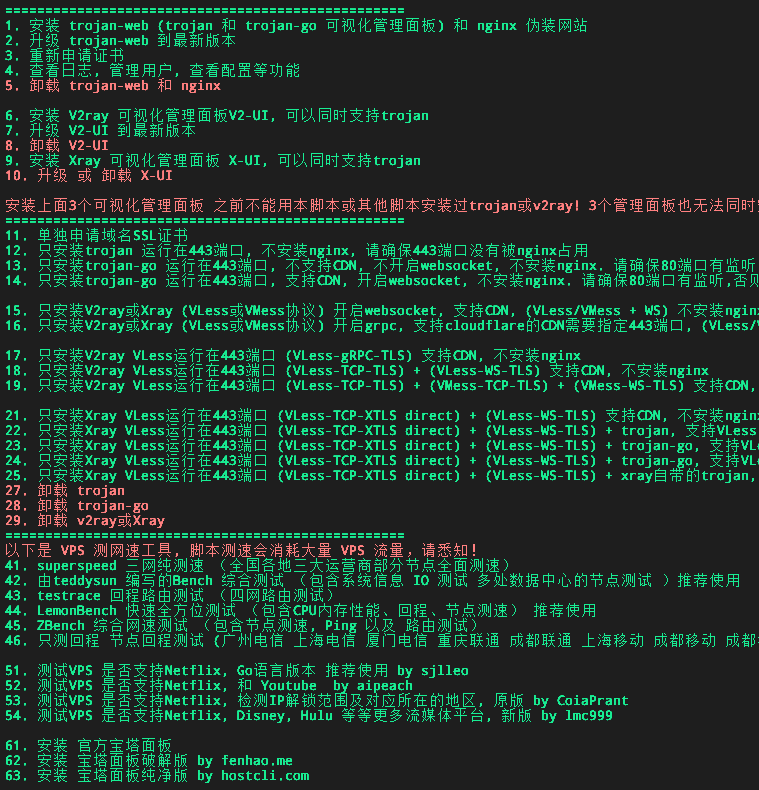 ==================================================
1. 安装 trojan-web (trojan 和 trojan-go 可视化管理面板) 和 nginx 伪装网站
2. 升级 trojan-web 到最新版本
3. 重新申请证书
4. 查看日志, 管理用户, 查看配置等功能
5. 卸载 trojan-web 和 nginx
6. 安装 V2ray 可视化管理面板V2-UI, 可以同时支持trojan
7. 升级 V2-UI 到最新版本
8. 卸载 V2-UI
9. 安装 Xray 可视化管理面板 X-UI, 可以同时支持trojan
10. 升级 或 卸载 X-UI
安装上面3个可视化管理面板 之前不能用本脚本或其他脚本安装过trojan或v2ray! 3个管理面板也无法同时安
==================================================
11. 单独申请域名SSL证书
12. 只安装trojan 运行在443端口, 不安装nginx, 请确保443端口没有被nginx占用
13. 只安装trojan-go 运行在443端口, 不支持CDN, 不开启websocket, 不安装nginx. 请确保80端口有监听
14. 只安装trojan-go 运行在443端口, 支持CDN, 开启websocket, 不安装nginx. 请确保80端口有监听,否则
15. 只安装V2ray或Xray (VLess或VMess协议) 开启websocket, 支持CDN, (VLess/VMess + WS) 不安装nginx
16. 只安装V2ray或Xray (VLess或VMess协议) 开启grpc, 支持cloudflare的CDN需要指定443端口, (VLess/V
17. 只安装V2ray VLess运行在443端口 (VLess-gRPC-TLS) 支持CDN, 不安装nginx
18. 只安装V2ray VLess运行在443端口 (VLess-TCP-TLS) + (VLess-WS-TLS) 支持CDN, 不安装nginx
19. 只安装V2ray VLess运行在443端口 (VLess-TCP-TLS) + (VMess-TCP-TLS) + (VMess-WS-TLS) 支持CDN,
21. 只安装Xray VLess运行在443端口 (VLess-TCP-XTLS direct) + (VLess-WS-TLS) 支持CDN, 不安装nginx
22. 只安装Xray VLess运行在443端口 (VLess-TCP-XTLS direct) + (VLess-WS-TLS) + trojan, 支持VLess
23. 只安装Xray VLess运行在443端口 (VLess-TCP-XTLS direct) + (VLess-WS-TLS) + trojan-go, 支持VL
24. 只安装Xray VLess运行在443端口 (VLess-TCP-XTLS direct) + (VLess-WS-TLS) + trojan-go, 支持VL
25. 只安装Xray VLess运行在443端口 (VLess-TCP-XTLS direct) + (VLess-WS-TLS) + xray自带的trojan,
27. 卸载 trojan
28. 卸载 trojan-go
29. 卸载 v2ray或Xray
==================================================
以下是 VPS 测网速工具, 脚本测速会消耗大量 VPS 流量，请悉知!
41. superspeed 三网纯测速 （全国各地三大运营商部分节点全面测速）
42. 由teddysun 编写的Bench 综合测试 （包含系统信息 IO 测试 多处数据中心的节点测试 ）推荐使用
43. testrace 回程路由测试 （四网路由测试）
44. LemonBench 快速全方位测试 （包含CPU内存性能、回程、节点测速） 推荐使用
45. ZBench 综合网速测试 （包含节点测速, Ping 以及 路由测试）
46. 只测回程 节点回程测试 (广州电信 上海电信 厦门电信 重庆联通 成都联通 上海移动 成都移动 成都
51. 测试VPS 是否支持Netflix, Go语言版本 推荐使用 by sjlleo
52. 测试VPS 是否支持Netflix, 和 Youtube  by aipeach
53. 测试VPS 是否支持Netflix, 检测IP解锁范围及对应所在的地区, 原版 by CoiaPrant
54. 测试VPS 是否支持Netflix, Disney, Hulu 等等更多流媒体平台, 新版 by lmc999
61. 安装 官方宝塔面板
62. 安装 宝塔面板破解版 by fenhao.me
63. 安装 宝塔面板纯净版 by hostcli.com